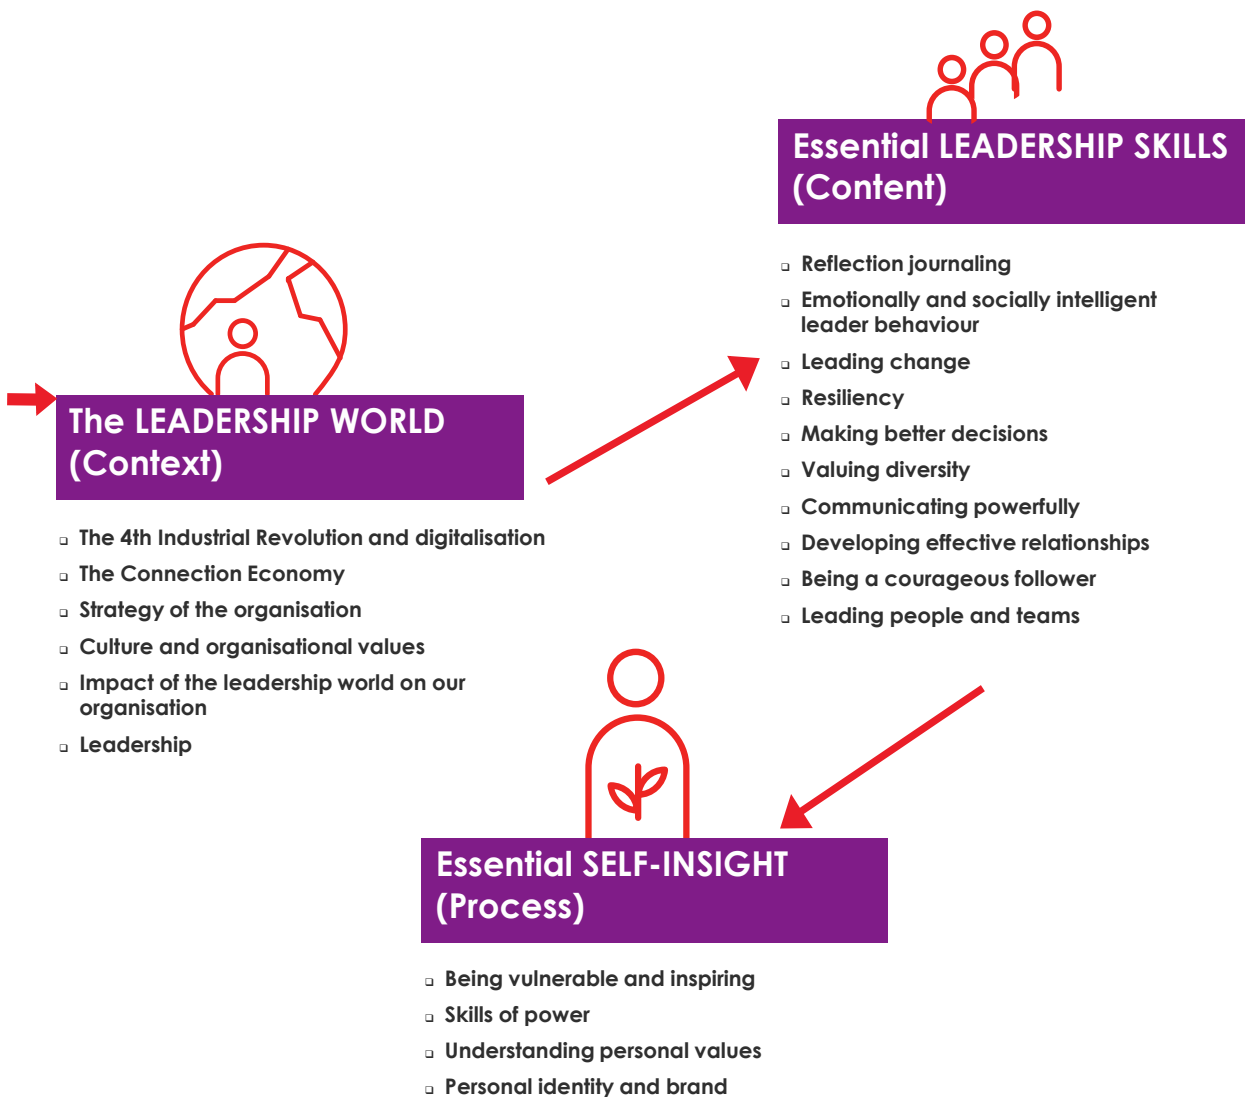 The LEADERSHIP WORLD
(Context)
▫ The 4th Industrial Revolution and digitalisation
▫ The Connection Economy
▫ Strategy of the organisation
▫ Culture and organisational values
▫ Impact of the leadership world on our
organisation
▫ Leadership
Essential LEADERSHIP SKILLS
(Content)
▫ Reflection journaling
▫ Emotionally and socially intelligent
leader behaviour
▫ Leading change
▫ Resiliency
▫ Making better decisions
▫ Valuing diversity
▫ Communicating powerfully
▫ Developing effective relationships
▫ Being a courageous follower
▫ Leading people and teams
Essential SELF-INSIGHT
(Process)
▫ Being vulnerable and inspiring
▫ Skills of power
▫ Understanding personal values
▫ Personal identity and brand